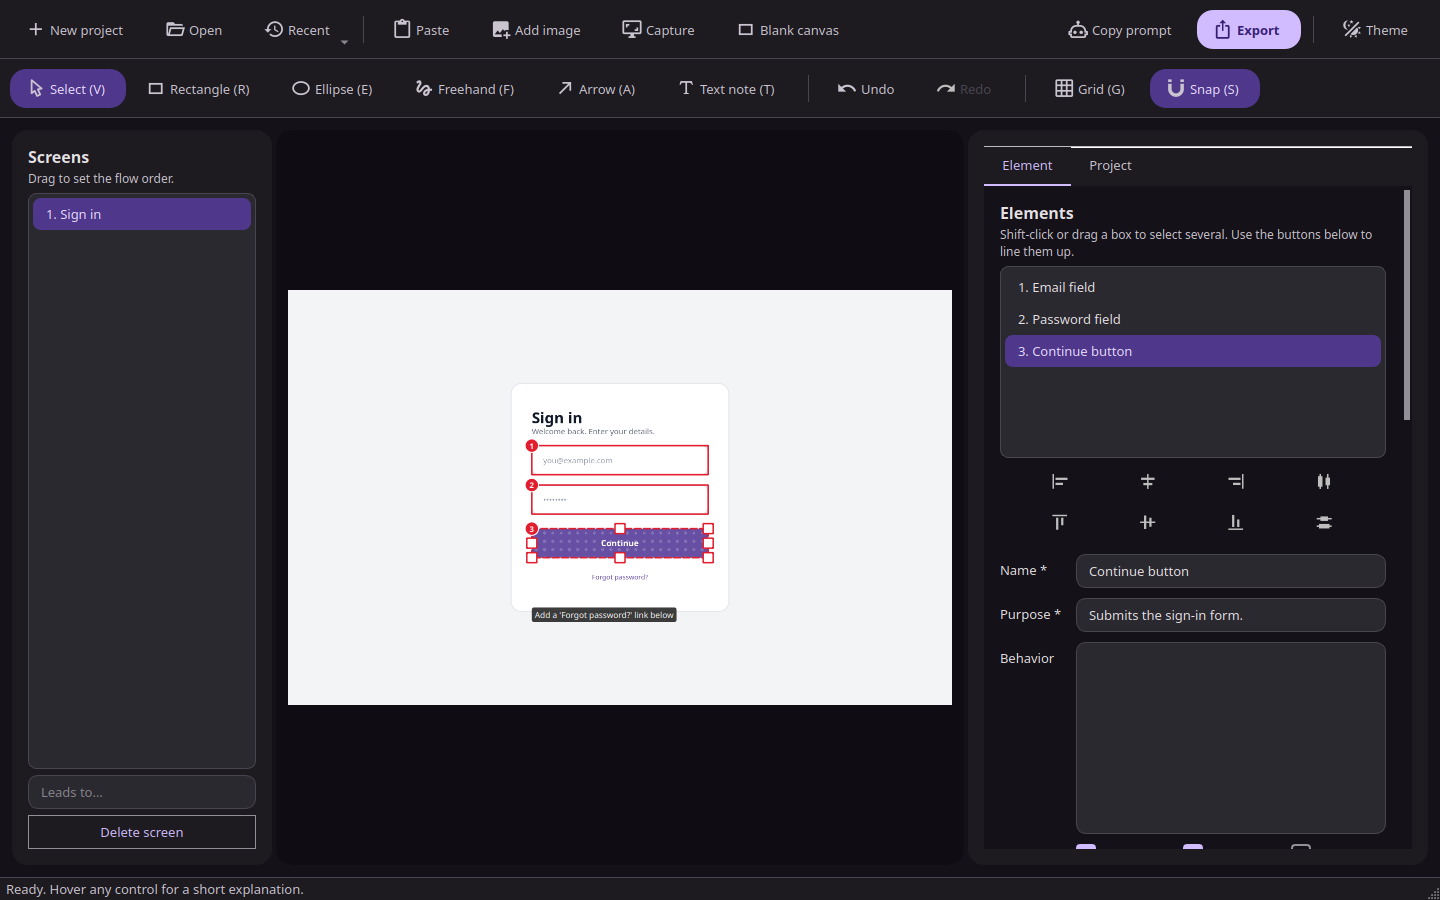 New project
Open
Recent
Paste
Add image
Capture
Blank canvas
Copy prompt
Export
Theme
Select (V)
Rectangle (R)
Ellipse (E)
Freehand (F)
Arrow (A)
Text note (T)
Undo
Redo
Grid (G)
Snap (S)
Screens
Drag to set the flow order.
1. Sign in
Leads to...
Delete screen
Sign in
Welcome back. Enter your details.
1
you@example.com
2
••••••••
3
Continue
Forgot password?
Add a 'Forgot password?' link below
Element
Project
Elements
Shift-click or drag a box to select several. Use the buttons below to
line them up.
1. Email field
2. Password field
3. Continue button
Name *
Continue button
Purpose *
Submits the sign-in form.
Behavior
Ready. Hover any control for a short explanation.